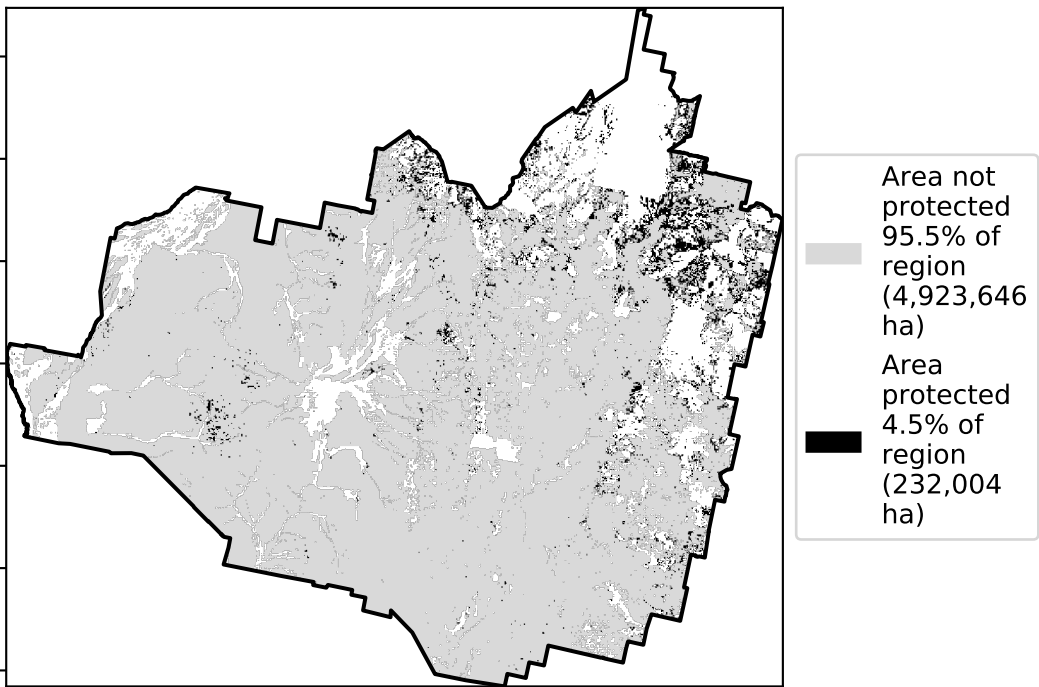 Area not
protected
95.5% of
region
(4,923,646
ha)
Area
protected
4.5% of
region
(232,004
ha)